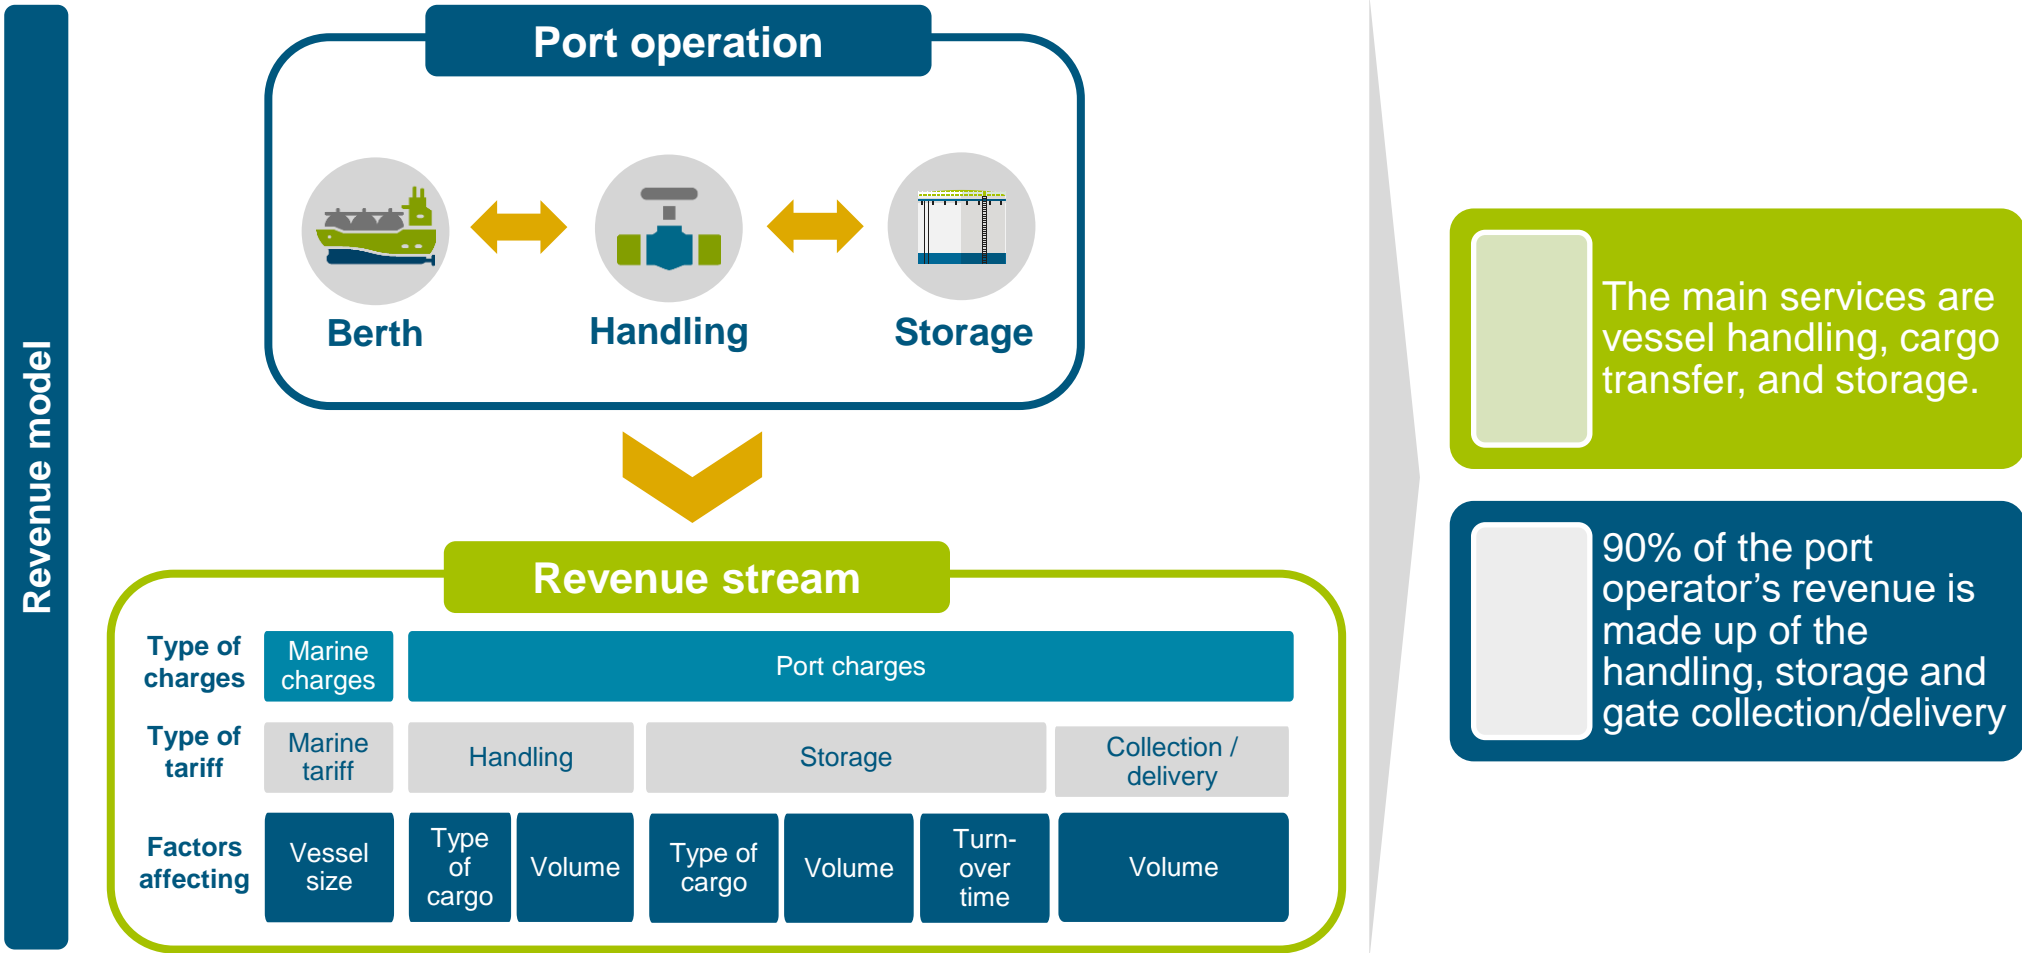 Revenue model
Port operation
Berth
Handling
Storage
Revenue stream
Type of
charges
Marine
charges
Port charges
Type of
tariff
Marine
tariff
Handling
Storage
Collection /
delivery
Factors
affecting
Vessel
size
Type
of
cargo
Volume
Type of
cargo
Volume
Turn-
over
time
Volume
The main services are
vessel handling, cargo
transfer, and storage.
90% of the port
operator’s revenue is
made up of the
handling, storage and
gate collection/delivery